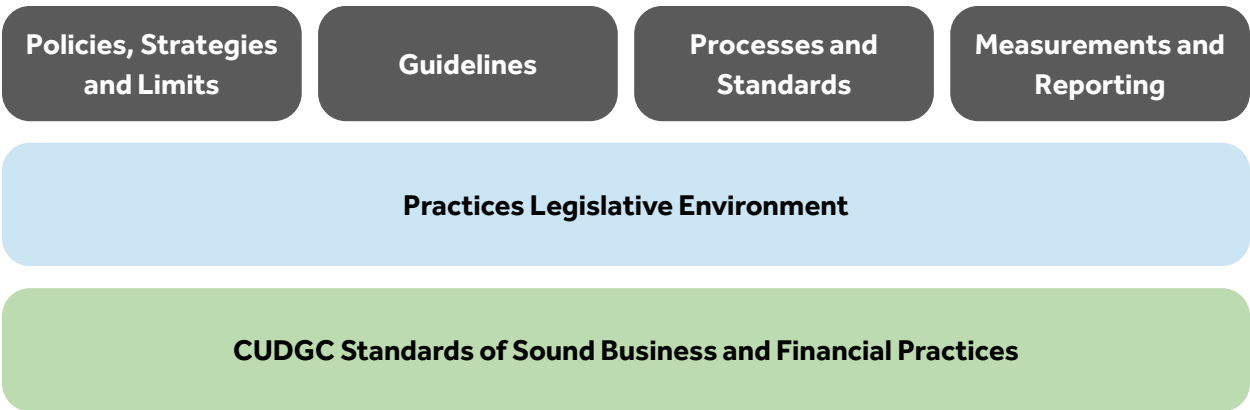 Policies, Strategies
and Limits
Guidelines
Processes and
Standards
Measurements and
Reporting
Practices Legislative Environment
CUDGC Standards of Sound Business and Financial Practices